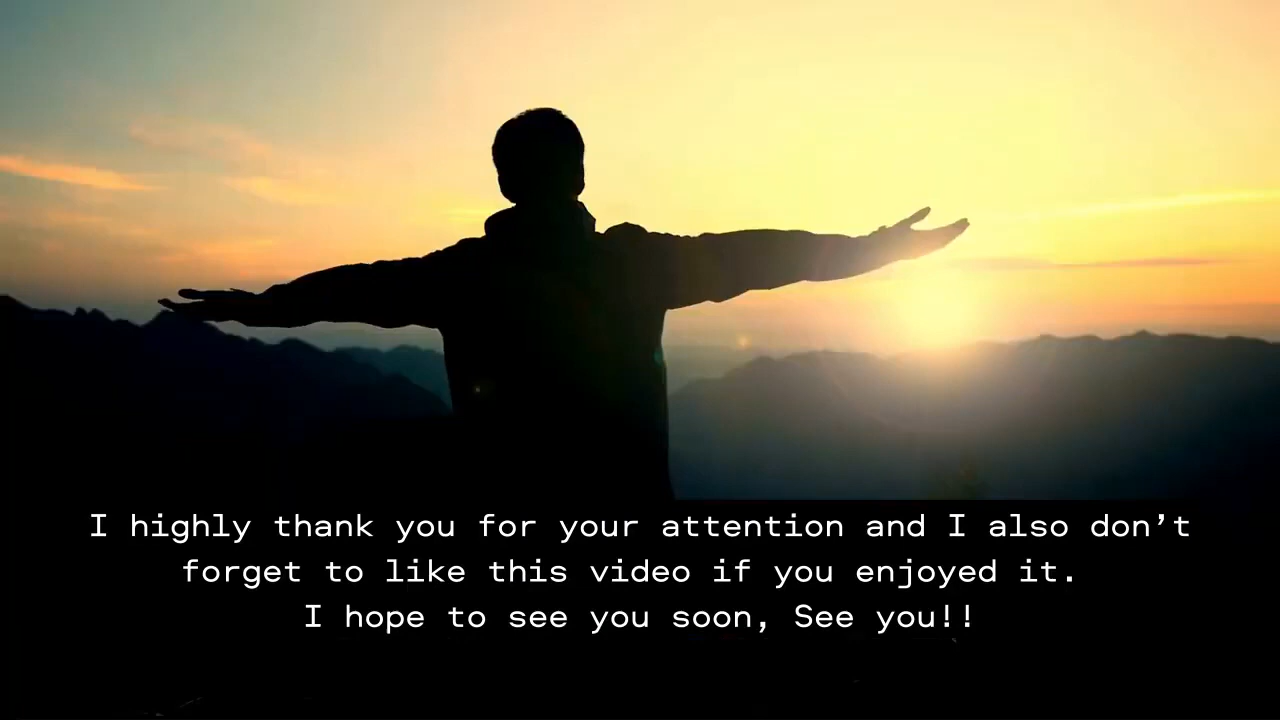 I highly thank you for your attention and I also don’t
forget to like this video if you enjoyed it.
I hope to see you soon, See you!!